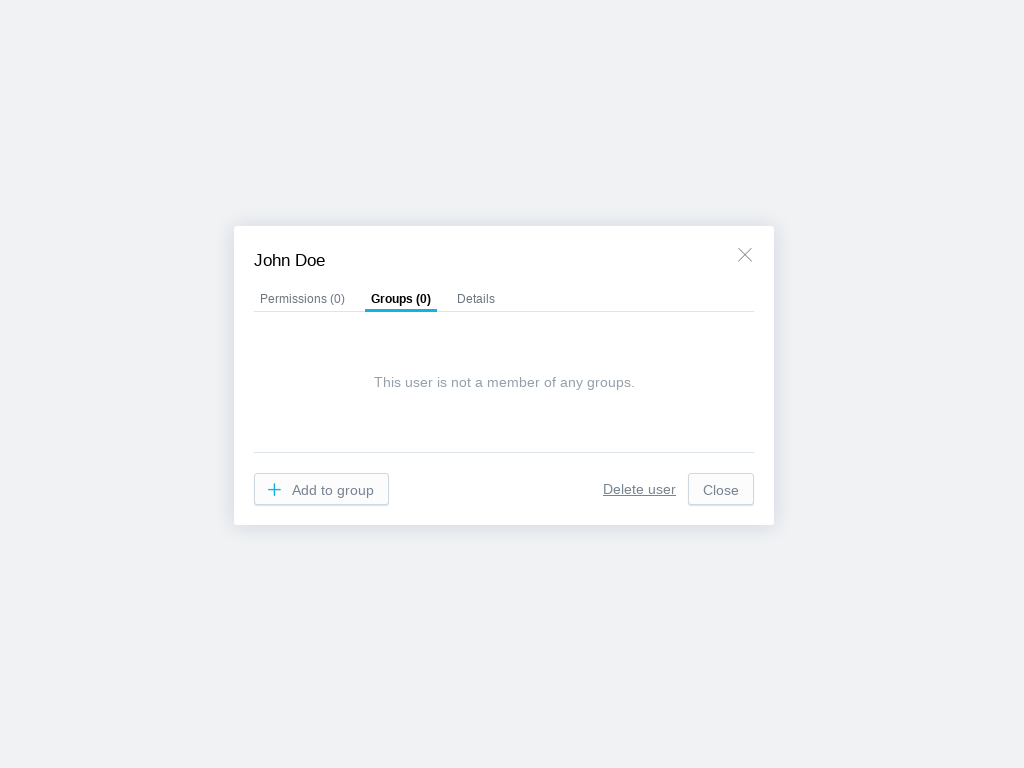 John Doe
Permissions (0) Groups (0) Details
This user is not a member of any groups.
Add to group Delete user Close